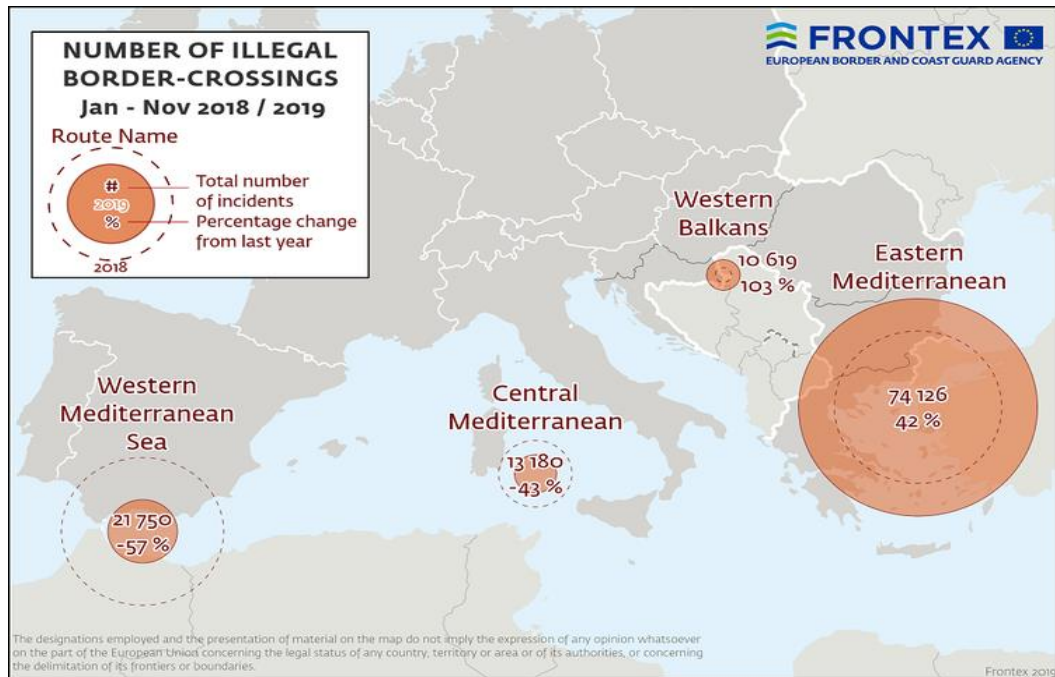 NUMBER OF ILLEGAL
BORDER-CROSSINGS
Jan - Nov 2018 / 2019
Route Name
#
2019
%
Total number
of incidents
Percentage change
from last year
2018
FRONTEX
EUROPEAN BORDER AND COAST GUARD AGENCY
Western
Balkans
10 619
103 %
Eastern
Mediterranean
74 126
42 %
Western
Mediterranean
Sea
21 750
-57 %
Central
Mediterranean
13 180
-43 %
The designations employed and the presentation of material on the map do not imply the expression of any opinion whatsoever
on the part of the European Union concerning the legal status of any country, territory or area or of its authorities, or concerning
the delimitation of its frontiers or boundaries.
Frontex 2019